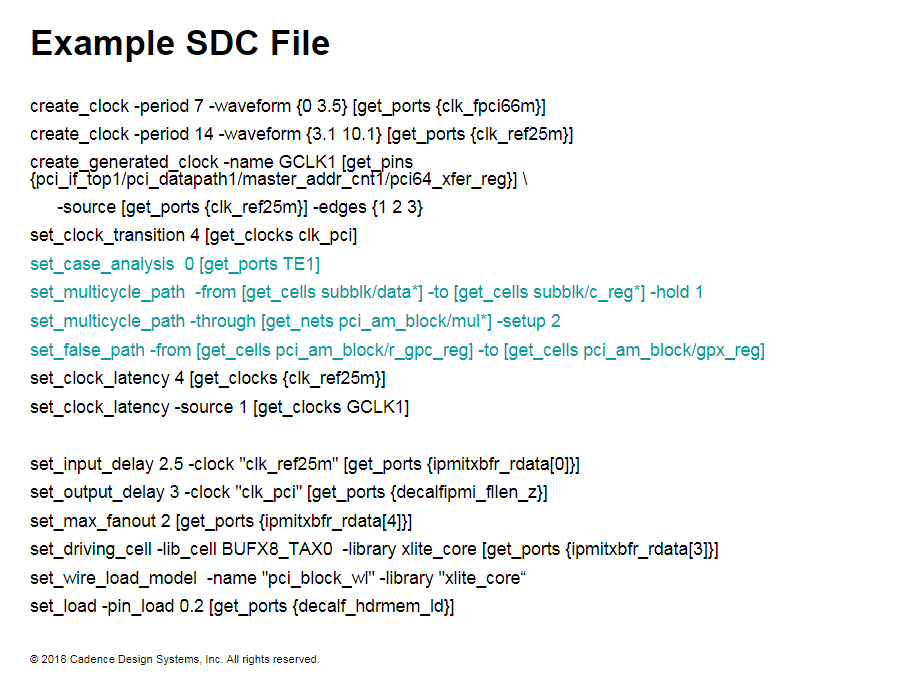 Example SDC File
create_clock -period 7 -waveform {0 3.5} [get_ports {clk_fpci66m}]
create_clock -period 14 -waveform {3.1 10.1} [get_ports {clk_ref25m}]
create_generated_clock -name GCLK1 [get_pins
{pci_if_top1/pci_datapath1/master_addr_cnt1/pci64_xfer_reg}] \
-source [get_ports {clk_ref25m}] -edges {1 2 3}
set_clock_transition 4 [get_clocks clk_pci]
set_case_analysis  0 [get_ports TE1]
set_multicycle_path  -from [get_cells subblk/data*] -to [get_cells subblk/c_reg*] -hold 1
set_multicycle_path -through [get_nets pci_am_block/mul*] -setup 2
set_false_path -from [get_cells pci_am_block/r_gpc_reg] -to [get_cells pci_am_block/gpx_reg]
set_clock_latency 4 [get_clocks {clk_ref25m}]
set_clock_latency -source 1 [get_clocks GCLK1]
set_input_delay 2.5 -clock "clk_ref25m" [get_ports {ipmitxbfr_rdata[0]}]
set_output_delay 3 -clock "clk_pci" [get_ports {decalfipmi_fllen_z}]
set_max_fanout 2 [get_ports {ipmitxbfr_rdata[4]}]
set_driving_cell -lib_cell BUFX8_TAX0  -library xlite_core [get_ports {ipmitxbfr_rdata[3]}]
set_wire_load_model  -name "pci_block_wl" -library "xlite_core“
set_load -pin_load 0.2 [get_ports {decalf_hdrmem_ld}]
© 2018 Cadence Design Systems, Inc. All rights reserved.